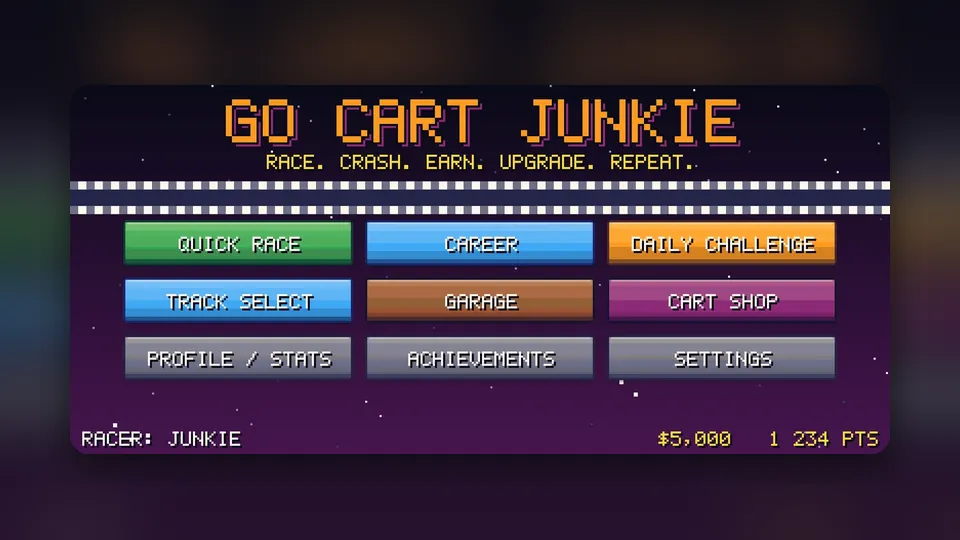 GO CART JUNKIE
RACE. CRASH. EARN. UPGRADE. REPEAT.
QUICK RACE
CAREER
DAILY CHALLENGE
TRACK SELECT
GARAGE
CART SHOP
PROFILE / STATS
ACHIEVEMENTS
SETTINGS
RACER: JUNKIE
$5,000 1 234 PTS